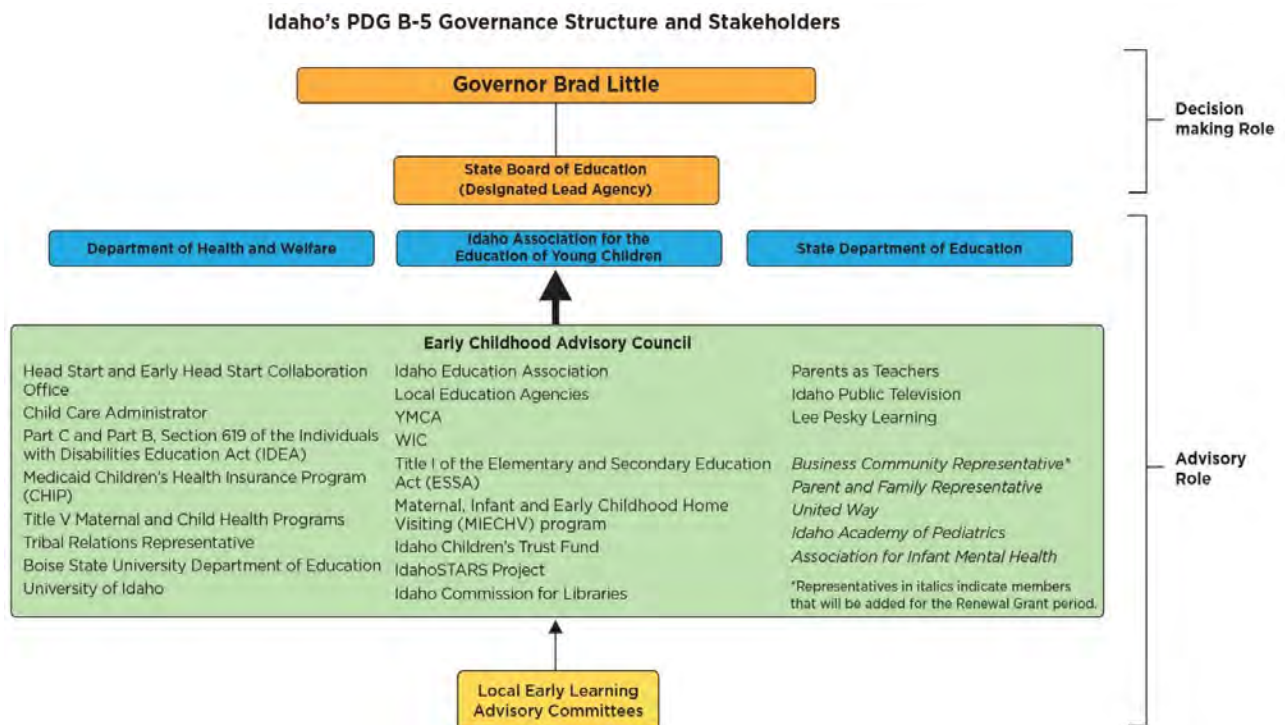 Idaho's PDG B-5 Governance Structure and Stakeholders
Governor Brad Little
State Board of Education
(Designated Lead Agency)
Decision
making Role
Department of Health and Welfare
Idaho Association for the
Education of Young Children
State Department of Education
Early Childhood Advisory Council
Head Start and Early Head Start Collaboration
Office
Child Care Administrator
Part C and Part B, Section 619 of the Individuals
with Disabilities Education Act (IDEA)
Medicaid Children's Health Insurance Program
(CHIP)
Title V Maternal and Child Health Programs
Tribal Relations Representative
Boise State University Department of Education
University of Idaho
Idaho Education Association
Local Education Agencies
YMCA
WIC
Title I of the Elementary and Secondary Education
Act (ESSA)
Maternal, Infant and Early Childhood Home
Visiting (MIECHV) program
Idaho Children's Trust Fund
IdahoSTARS Project
Idaho Commission for Libraries
Parents as Teachers
Idaho Public Television
Lee Pesky Learning
Business Community Representative*
Parent and Family Representative
United Way
Idaho Academy of Pediatrics
Association for Infant Mental Health
*Representatives in italics indicate members
that will be added for the Renewal Grant period.
Advisory
Role
Local Early Learning
Advisory Committees